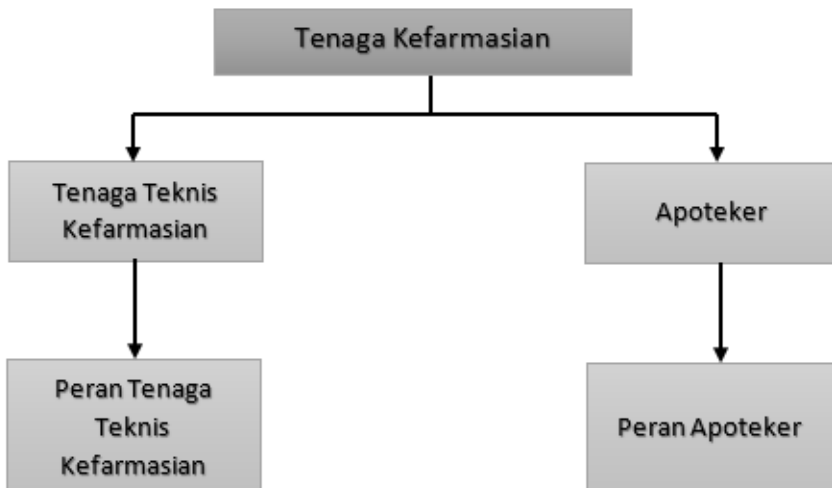 Tenaga Kefarmasian
Tenaga Teknis
Kefarmasian
Apoteker
Peran Tenaga
Teknis
Kefarmasian
Peran Apoteker